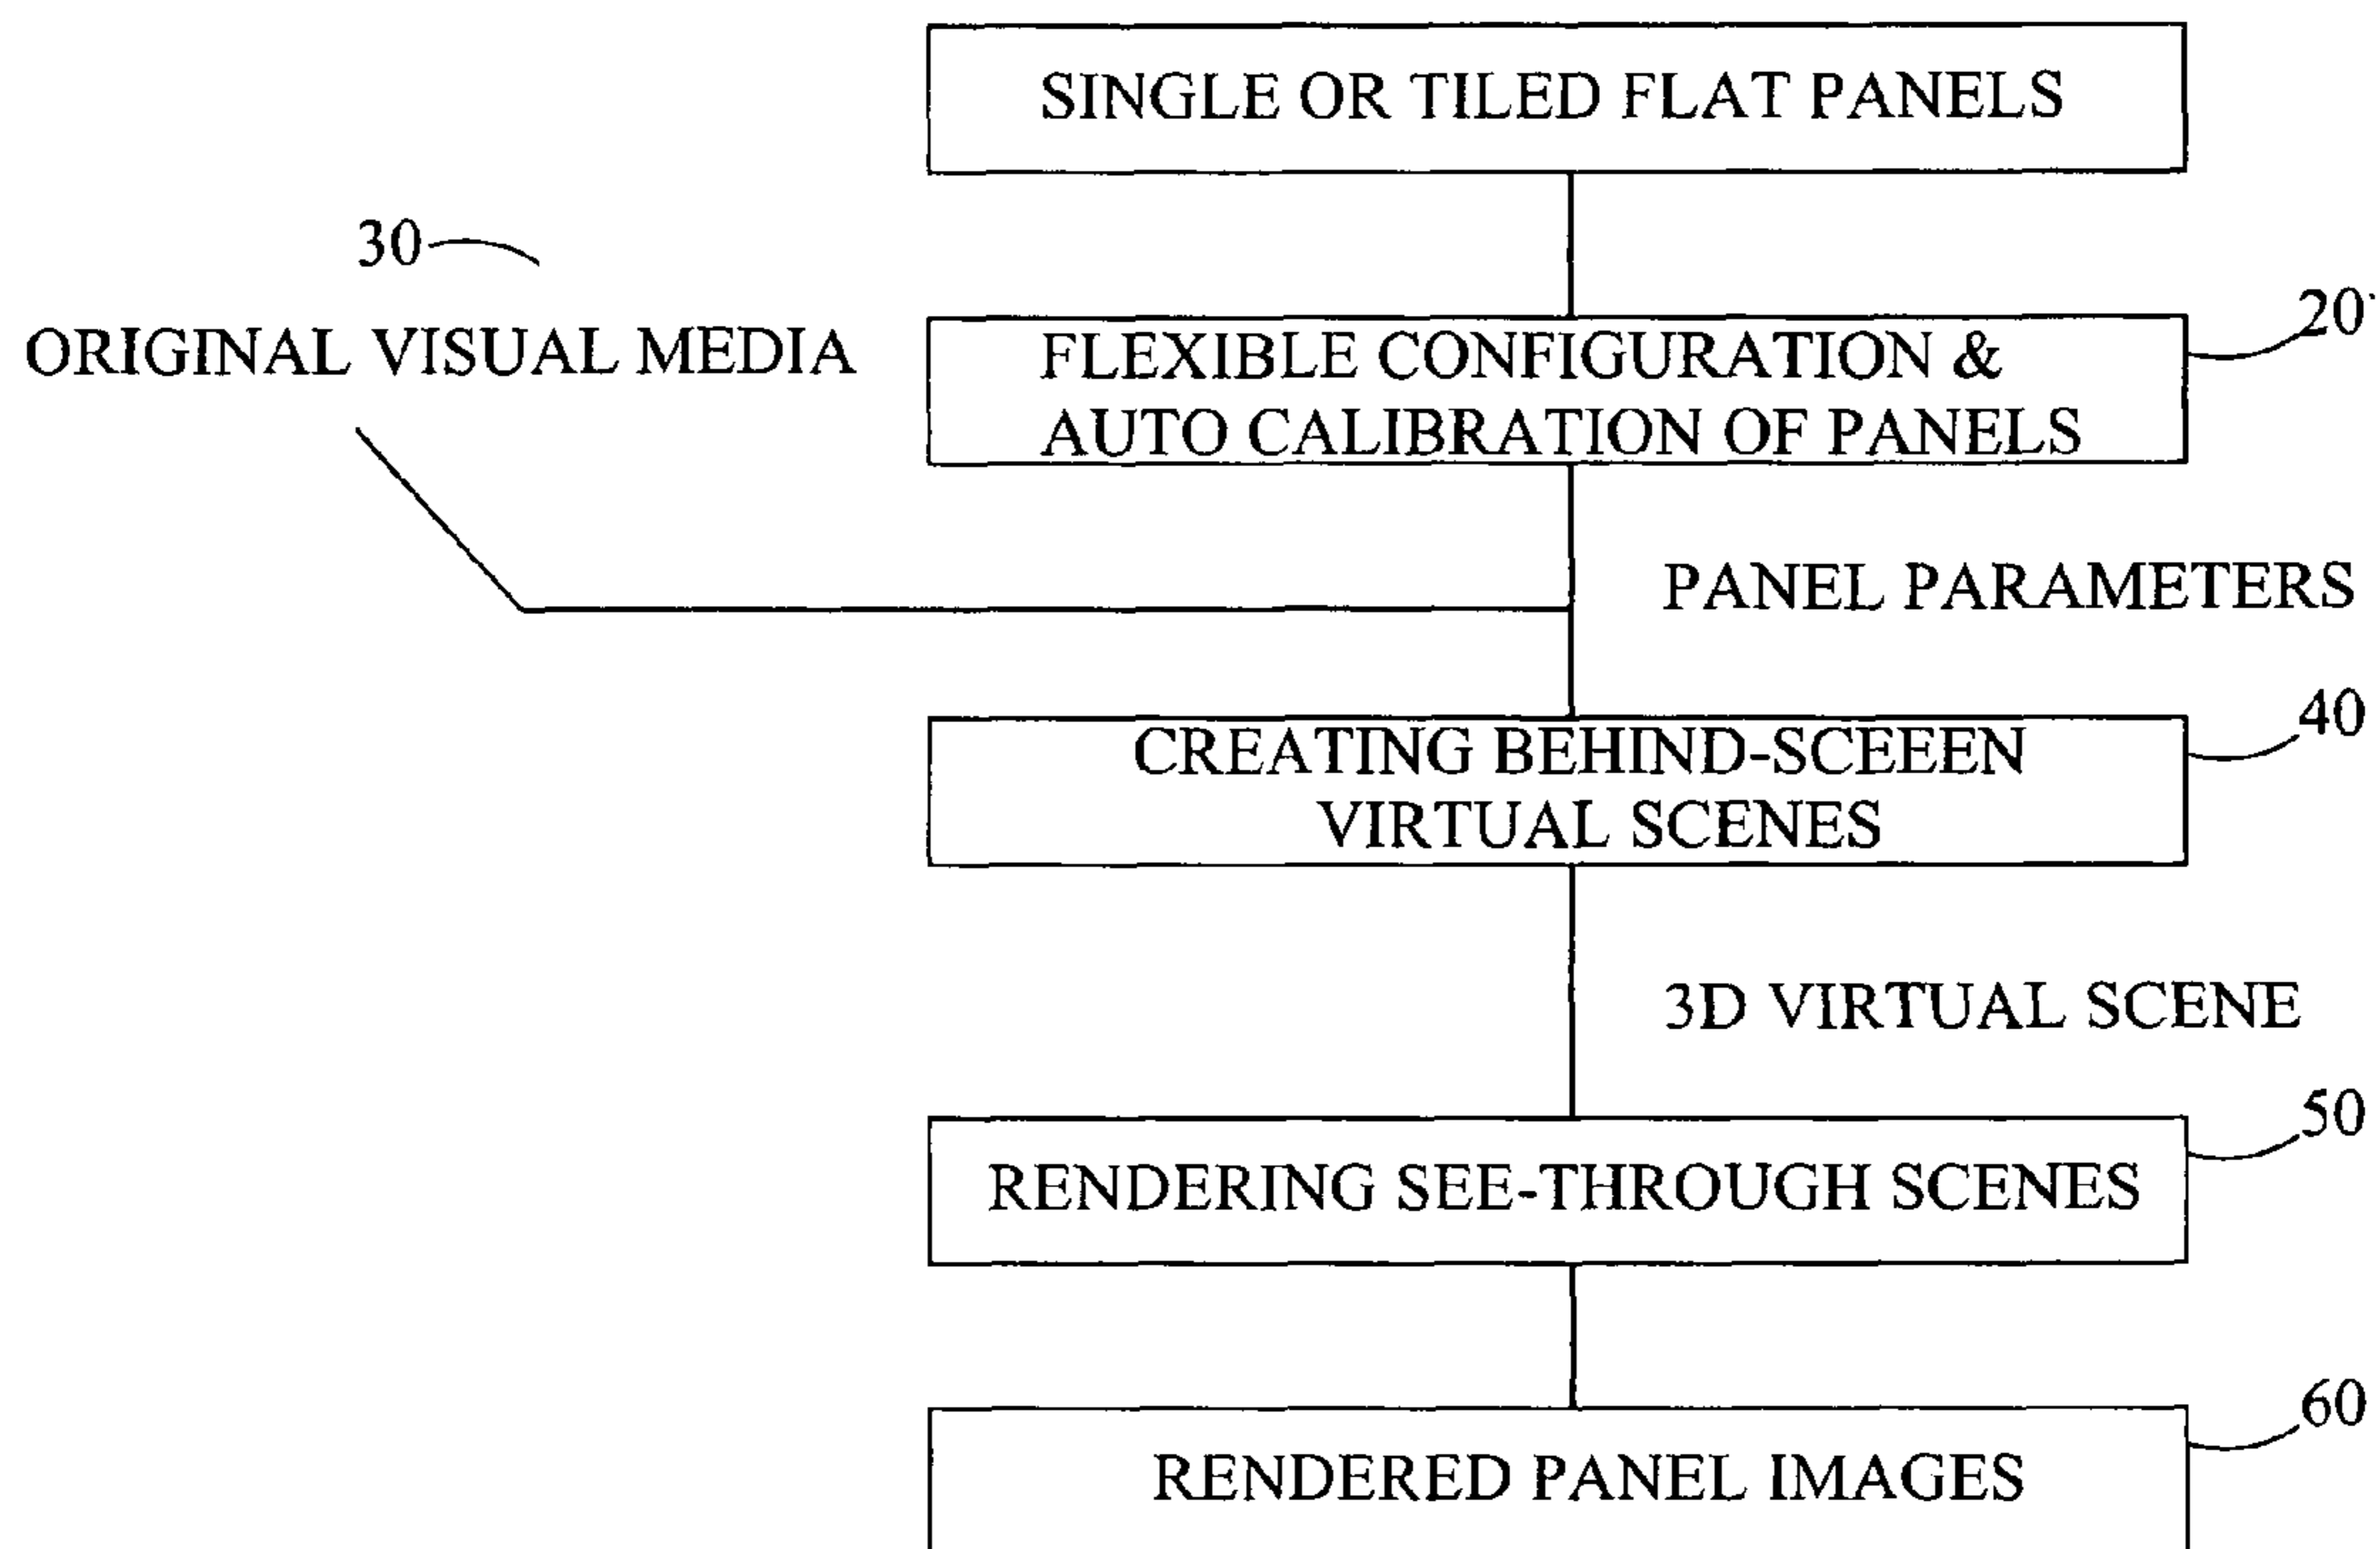 SINGLE OR TILED FLAT PANELS
30
ORIGINAL VISUAL MEDIA
20
FLEXIBLE CONFIGURATION &
AUTO CALIBRATION OF PANELS
PANEL PARAMETERS
40
CREATING BEHIND-SCEEEN
VIRTUAL SCENES
3D VIRTUAL SCENE
50
RENDERING SEE-THROUGH SCENES
60
RENDERED PANEL IMAGES